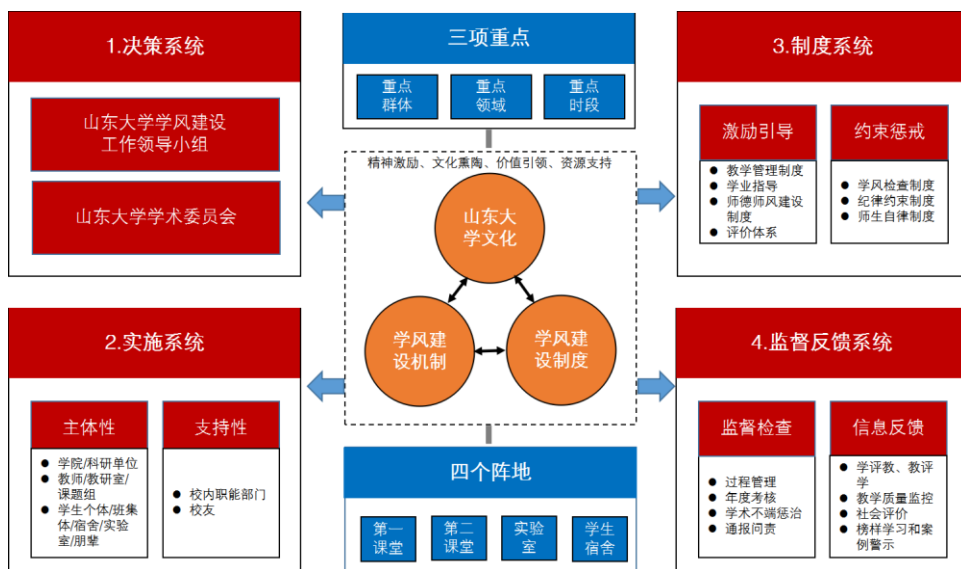 1.决策系统
山东大学学风建设
工作领导小组
山东大学学术委员会
三项重点
重点
群体
重点
领域
重点
时段
3.制度系统
激励引导
教学管理制度
学业指导
师德师风建设
制度
评价体系
约束惩戒
学风检查制度
纪律约束制度
师生自律制度
精神激励、文化熏陶、价值引领、资源支持
山东大
学文化
学风建
设机制
学风建
设制度
2.实施系统
主体性
学院/科研单位
教师/教研室/
课题组
学生个体/班集
体/宿舍/实验
室/朋辈
支持性
校内职能部门
校友
四个阵地
第一
课堂
第二
课堂
实验
室
学生
宿舍
4.监督反馈系统
监督检查
过程管理
年度考核
学术不端惩治
通报问责
信息反馈
学评教、教评
学
教学质量监控
社会评价
榜样学习和案
例警示